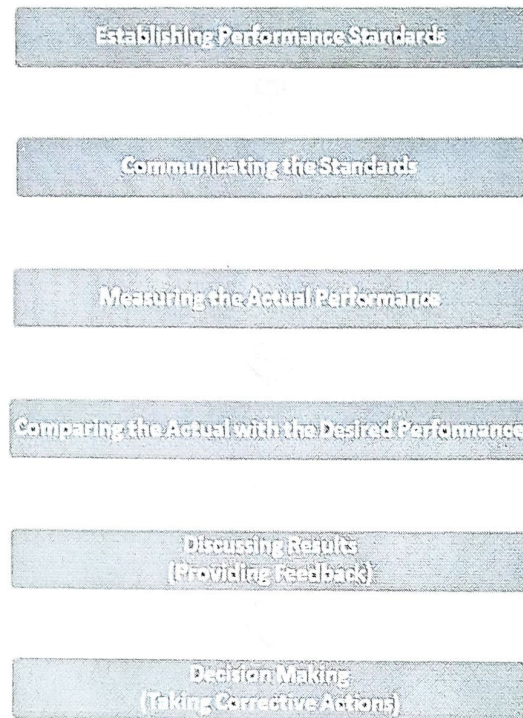 Establishing Performance Standards
Communicating the Standards
Measuring the Actual Performance
Comparing the Actual with the Desired Performance
Discussing Results
(Providing Feedback)
Decision Making
(Taking Corrective Actions)